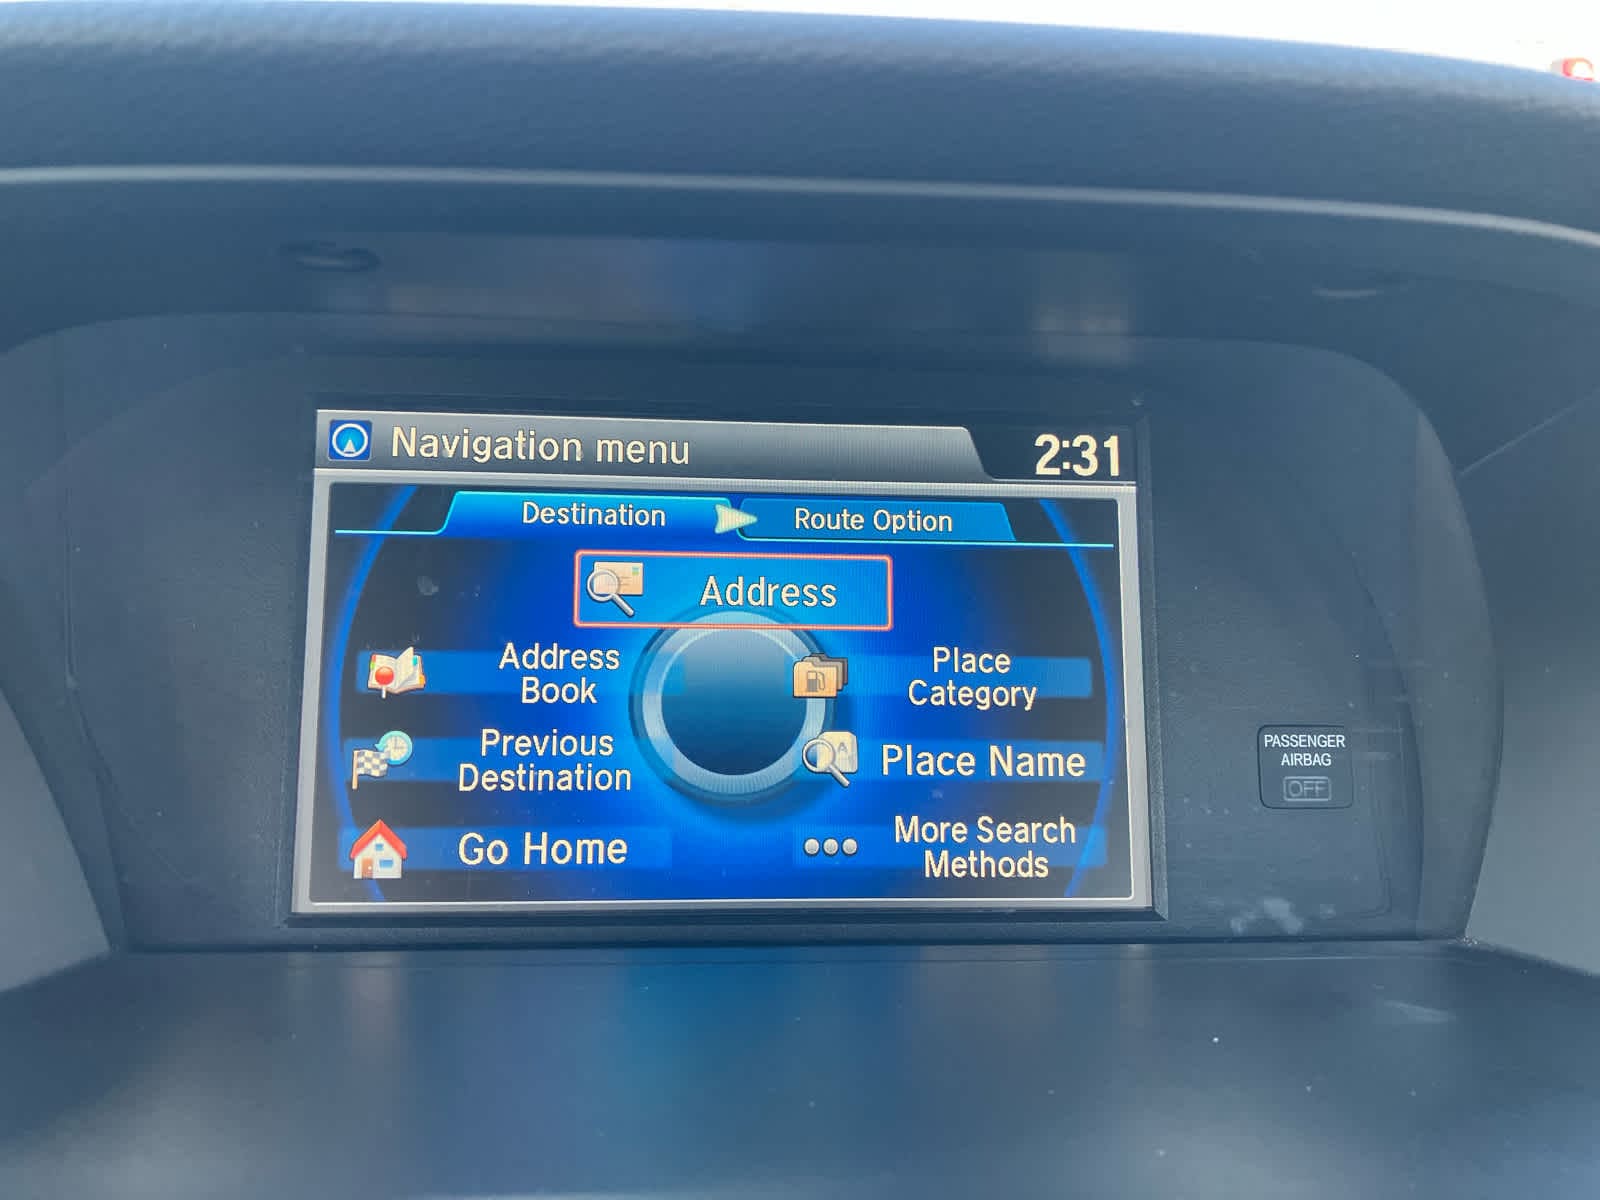 Navigation menu
2:31
Destination
Route Option
Address
Address
Book
Place
Category
Previous
Destination
Place Name
Go Home
More Search
Methods
PASSENGER
AIRBAG
OFF